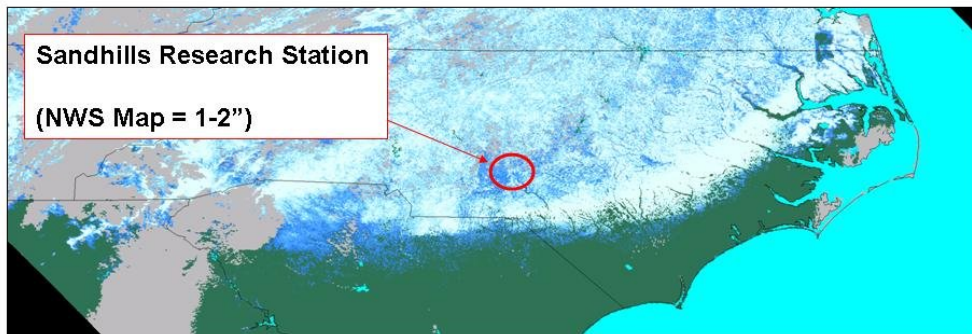 Sandhills Research Station
(NWS Map = 1-2”)